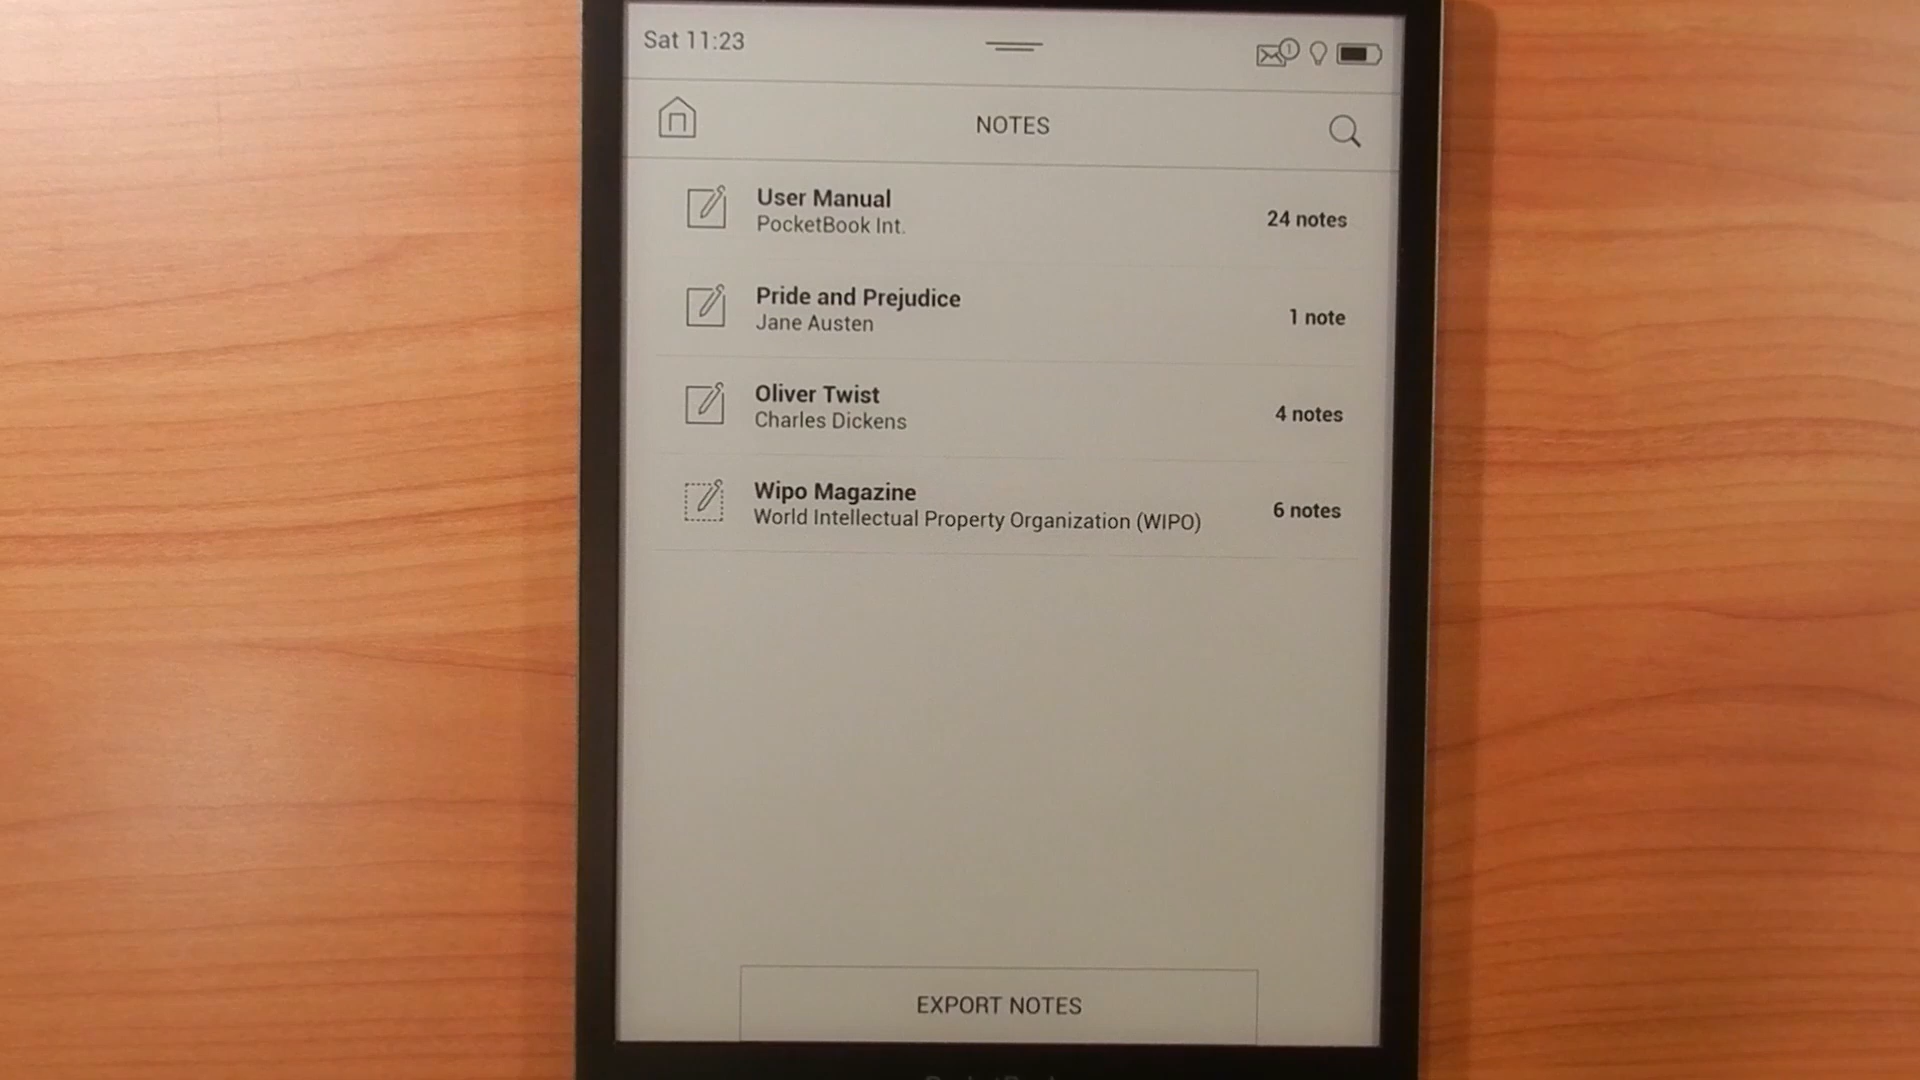 Sat 11:23
1
NOTES
User Manual
PocketBook Int.
24 notes
Pride and Prejudice
Jane Austen
1 note
Oliver Twist
Charles Dickens
4 notes
Wipo Magazine
World Intellectual Property Organization (WIPO)
6 notes
EXPORT NOTES